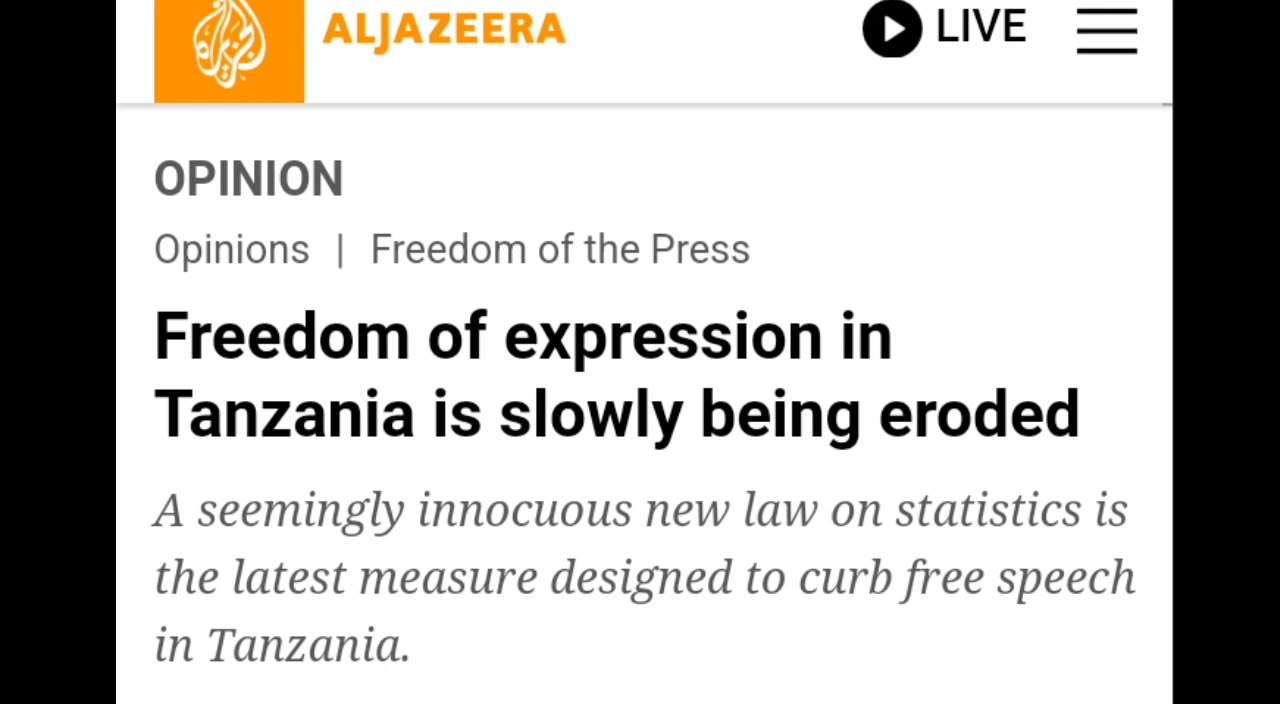 ALJAZEERA
LIVE
OPINION
Opinions | Freedom of the Press
Freedom of expression in
Tanzania is slowly being eroded
A seemingly innocuous new law on statistics is
the latest measure designed to curb free speech
in Tanzania.